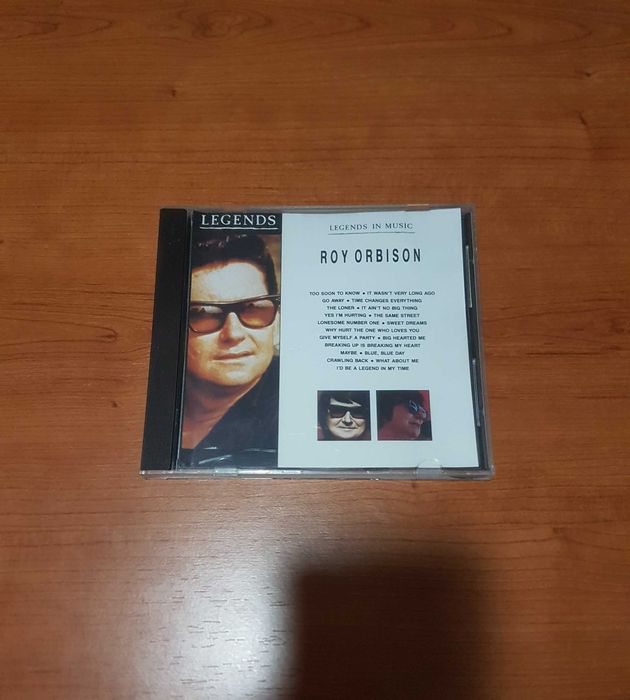 LEGENDS
LEGENDS IN MUSIC
ROY ORBISON
TOO SOON TO KNOW • IT WASN'T VERY LONG AGO
GO AWAY • TIME CHANGES EVERYTHING
THE LONER • IT AIN'T NO BIG THING
YES I'M HURTING • THE SAME STREET
LONESOME NUMBER ONE • SWEET DREAMS
WHY HURT THE ONE WHO LOVES YOU
GIVE MYSELF A PARTY • BIG HEARTED ME
BREAKING UP IS BREAKING MY HEART
MAYBE • BLUE, BLUE DAY
CRAWLING BACK • WHAT ABOUT ME
I'D BE A LEGEND IN MY TIME